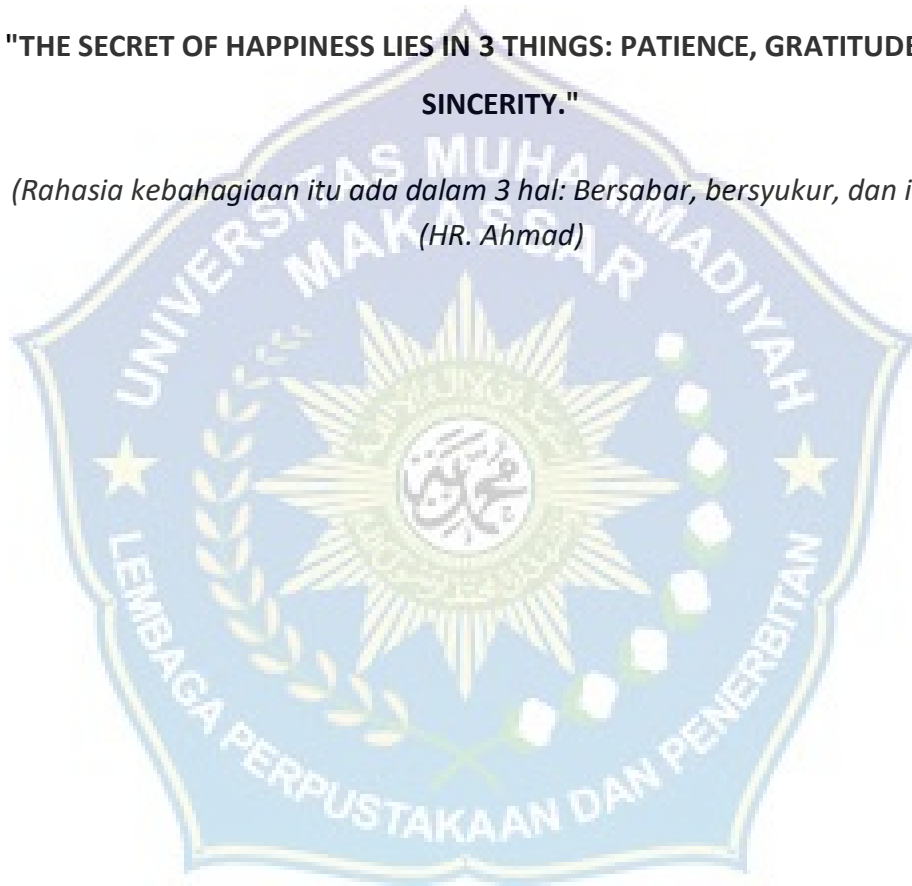 "THE SECRET OF HAPPINESS LIES IN 3 THINGS: PATIENCE, GRATITUDE
SINCERITY."
(Rahasia kebahagiaan itu ada dalam 3 hal: Bersabar, bersyukur, dan i
(HR. Ahmad)
UNIVERSITAS MUHAMMADIYAH
MAKASSAR
LEMBAGA PERPUSTAKAAN DAN PENERBITAN